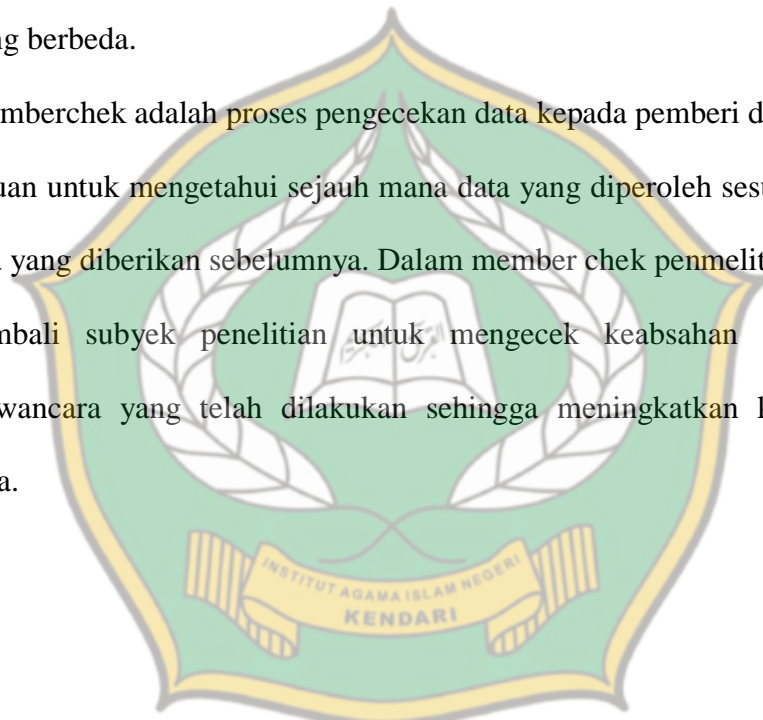 ng berbeda.
mberchek adalah proses pengecekan data kepada pemberi d
uan untuk mengetahui sejauh mana data yang diperoleh sesu
yang diberikan sebelumnya. Dalam member chek penmelit
mbali subyek penelitian untuk mengecek keabsahan
wancara yang telah dilakukan sehingga meningkatkan k
a.
INSTITUT AGAMA ISLAM NEGERI
KENDARI